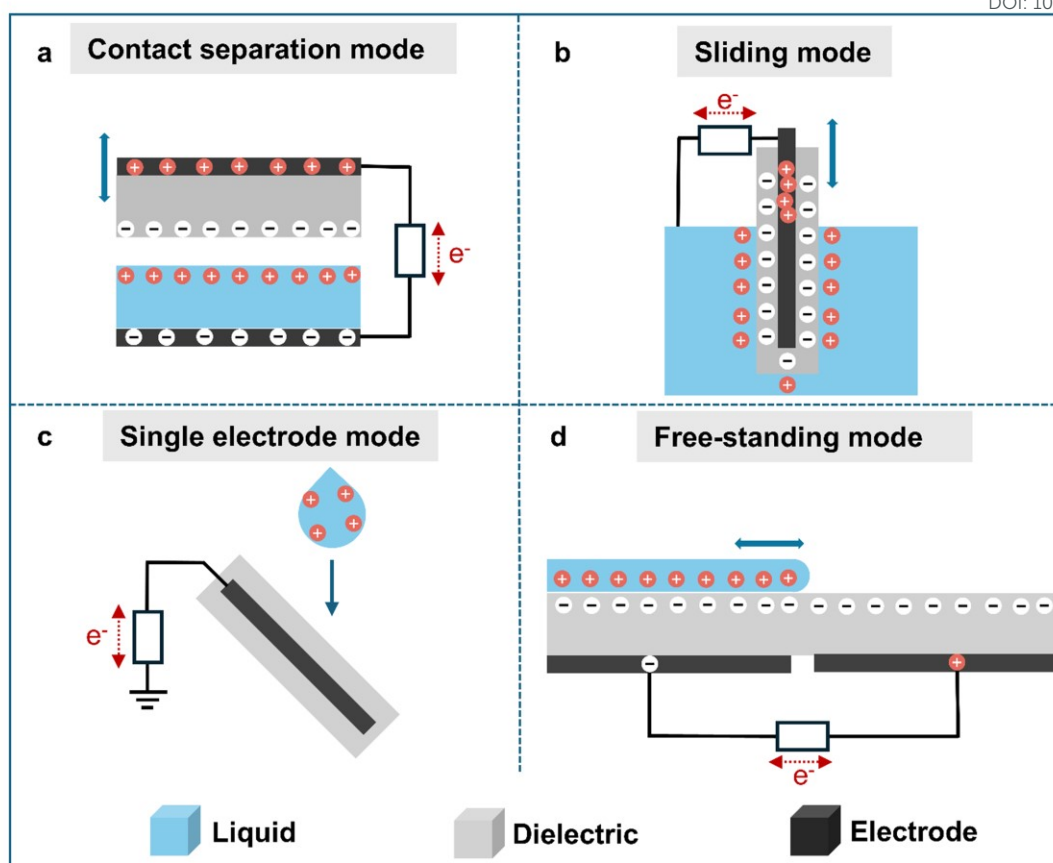 DOI: 10
a Contact separation mode
b Sliding mode
e-
e-
c Single electrode mode
d Free-standing mode
e-
e-
Liquid
Dielectric
Electrode